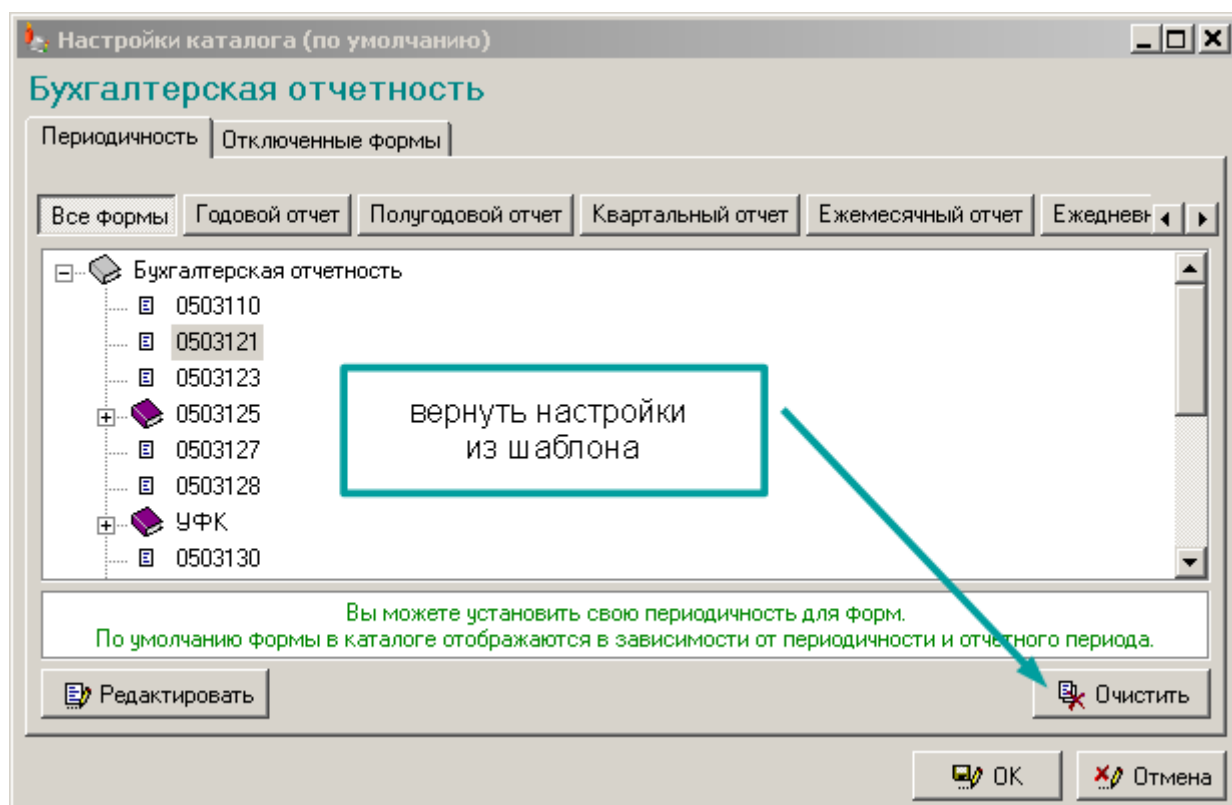 Настройки каталога (по умолчанию)
Бухгалтерская отчетность
Периодичность Отключенные формы
Все формы Годовой отчет Полугодовой отчет Квартальный отчет Ежемесячный отчет Ежедневн
Бухгалтерская отчетность
0503110
0503121
0503123
0503125
0503127
0503128
УФК
0503130
вернуть настройки
из шаблона
Вы можете установить свою периодичность для форм.
По умолчанию формы в каталоге отображаются в зависимости от периодичности и отчетного периода.
Редактировать Очистить
ОК Отмена